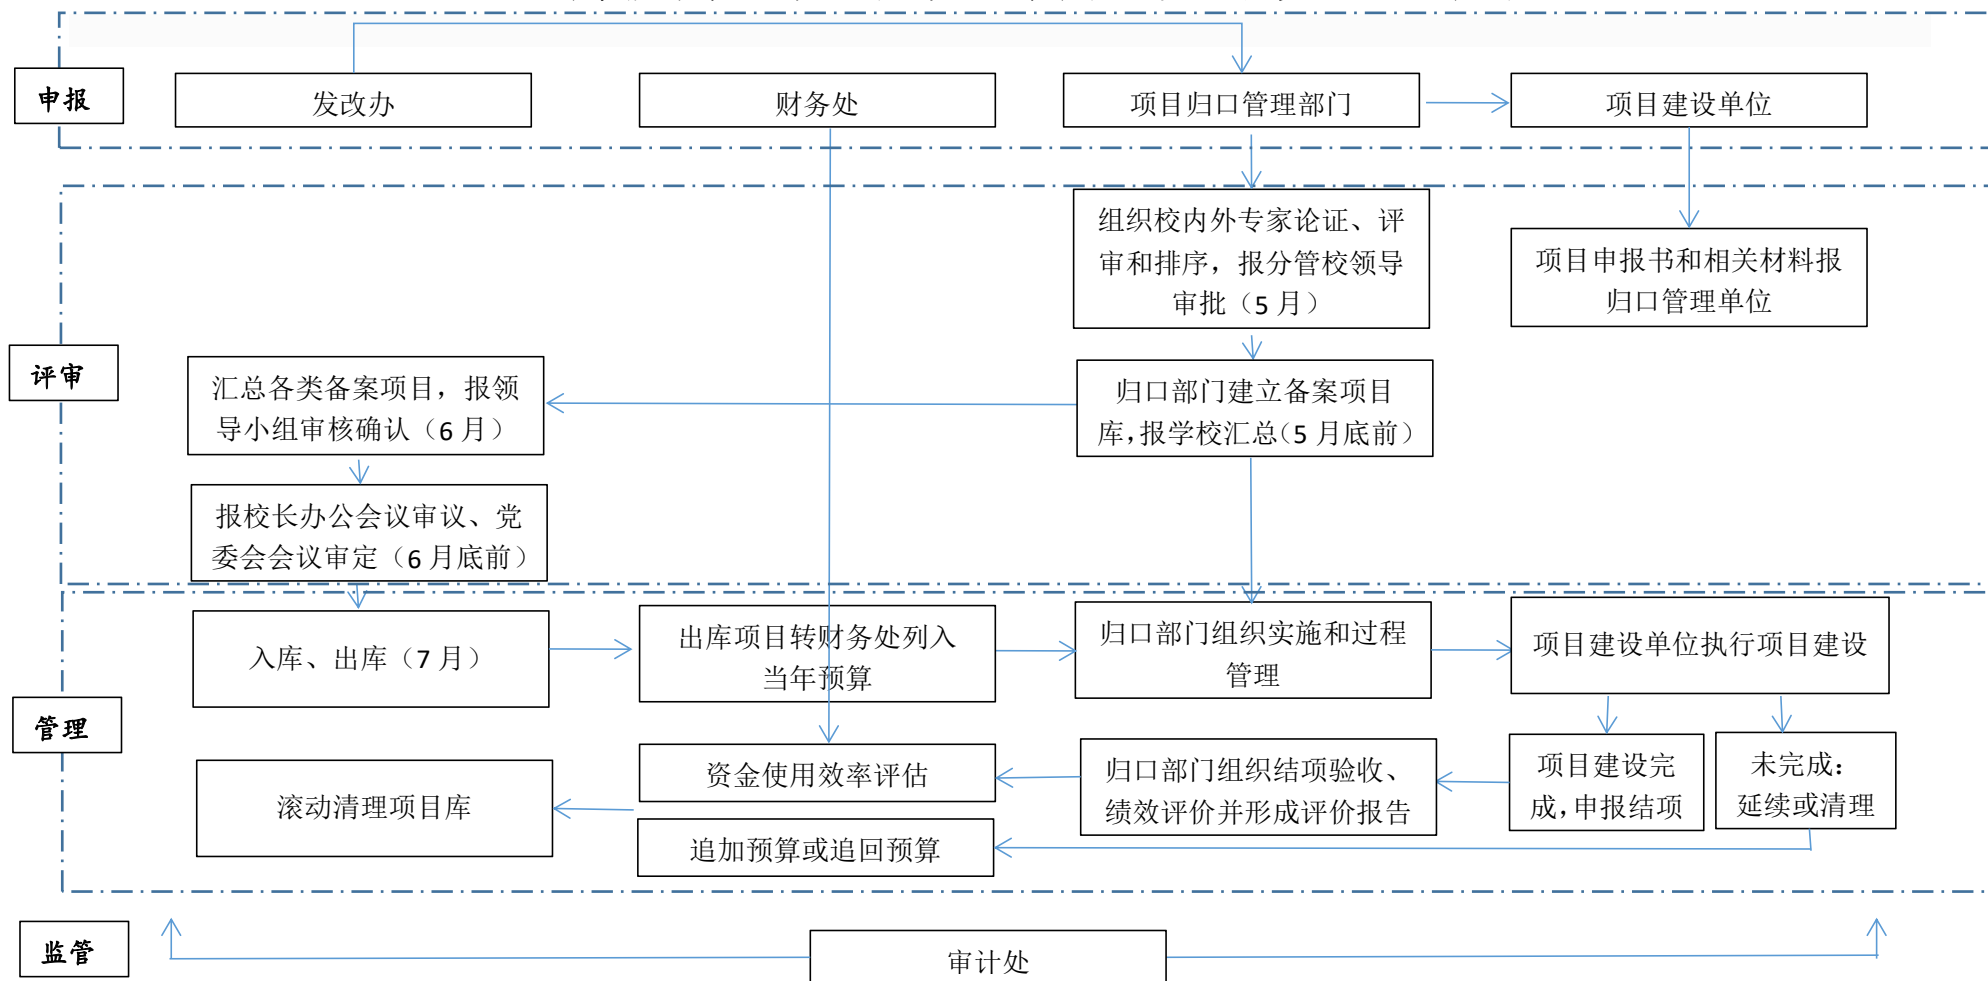 申报
发改办
财务处
项目归口管理部门
项目建设单位
组织校内外专家论证、评
审和排序，报分管校领导
审批（5 月）
项目申报书和相关材料报
归口管理单位
评审
汇总各类备案项目，报领
导小组审核确认（6 月）
归口部门建立备案项目
库，报学校汇总（5 月底前）
报校长办公会议审议、党
委会会议审定（6 月底前）
管理
入库、出库（7 月）
出库项目转财务处列入
当年预算
归口部门组织实施和过程
管理
项目建设单位执行项目建设
滚动清理项目库
资金使用效率评估
追加预算或追回预算
归口部门组织结项验收、
绩效评价并形成评价报告
项目建设完
成，申报结项
未完成：
延续或清理
监管
审计处